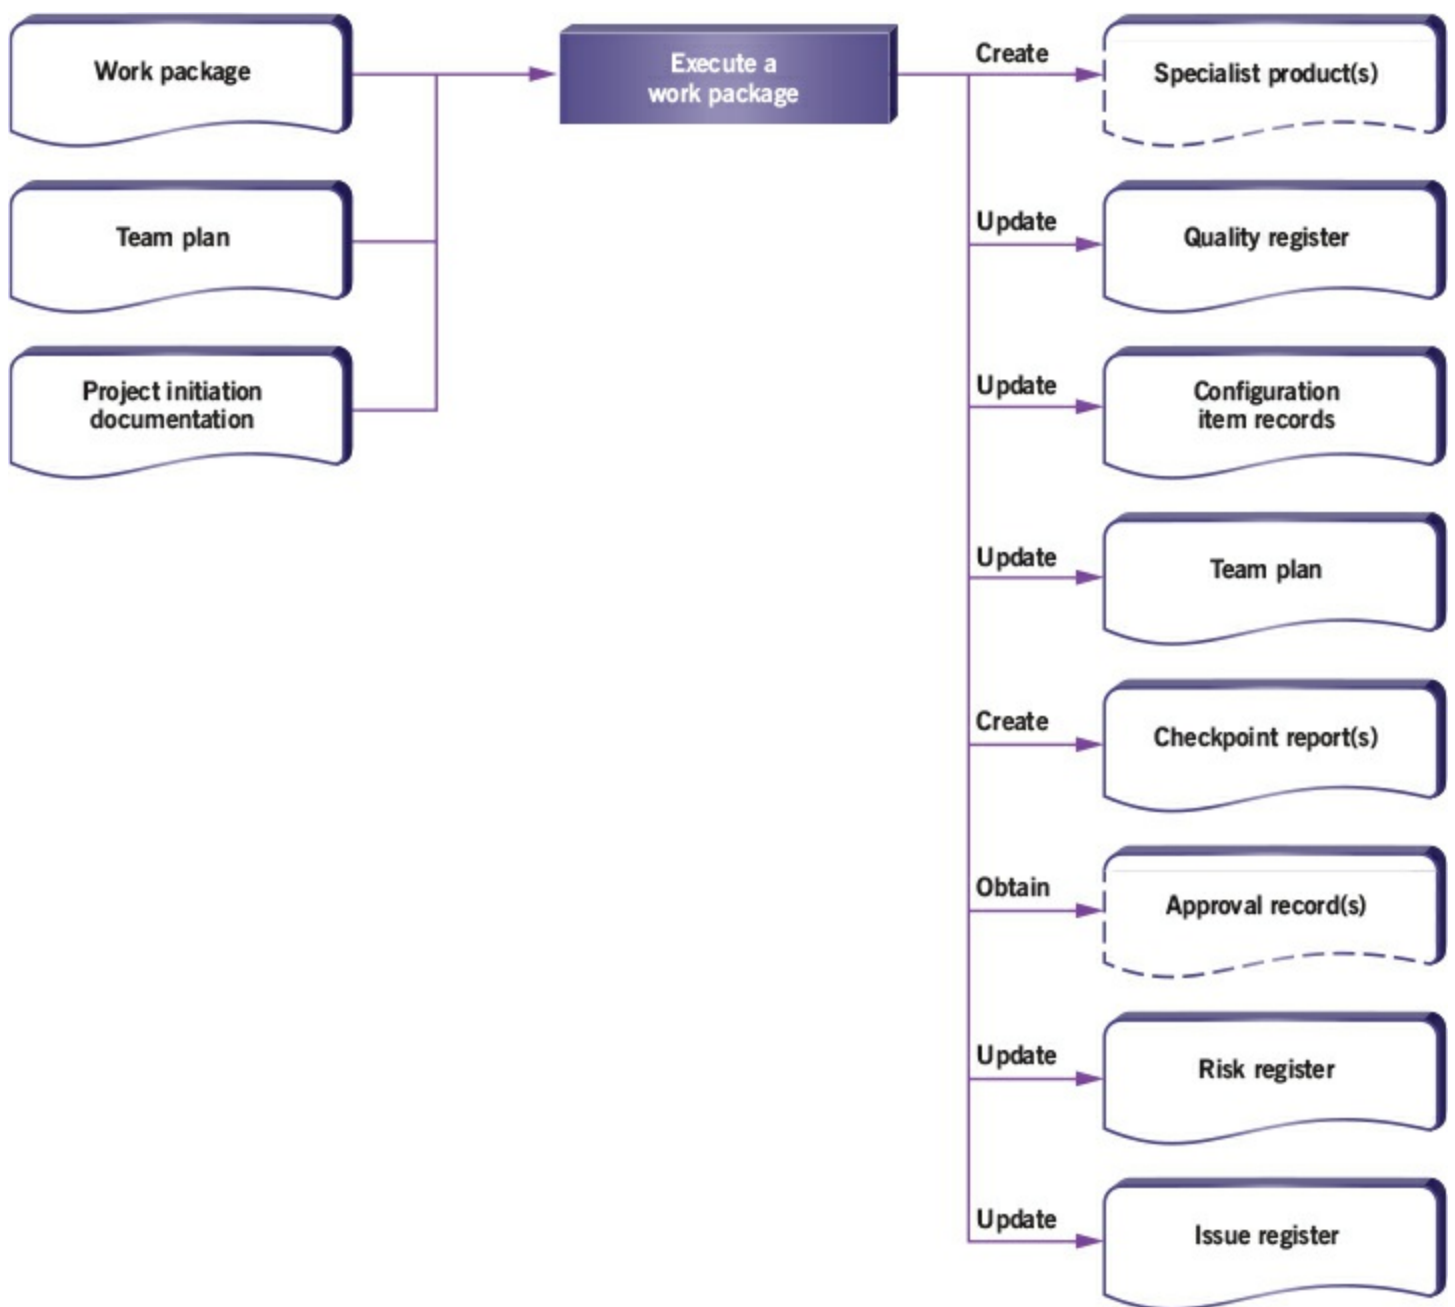 Work package
Team plan
Project initiation
documentation
Execute a
work package
Create
Specialist product(s)
Update
Quality register
Update
Configuration
item records
Update
Team plan
Create
Checkpoint report(s)
Obtain
Approval record(s)
Update
Risk register
Update
Issue register